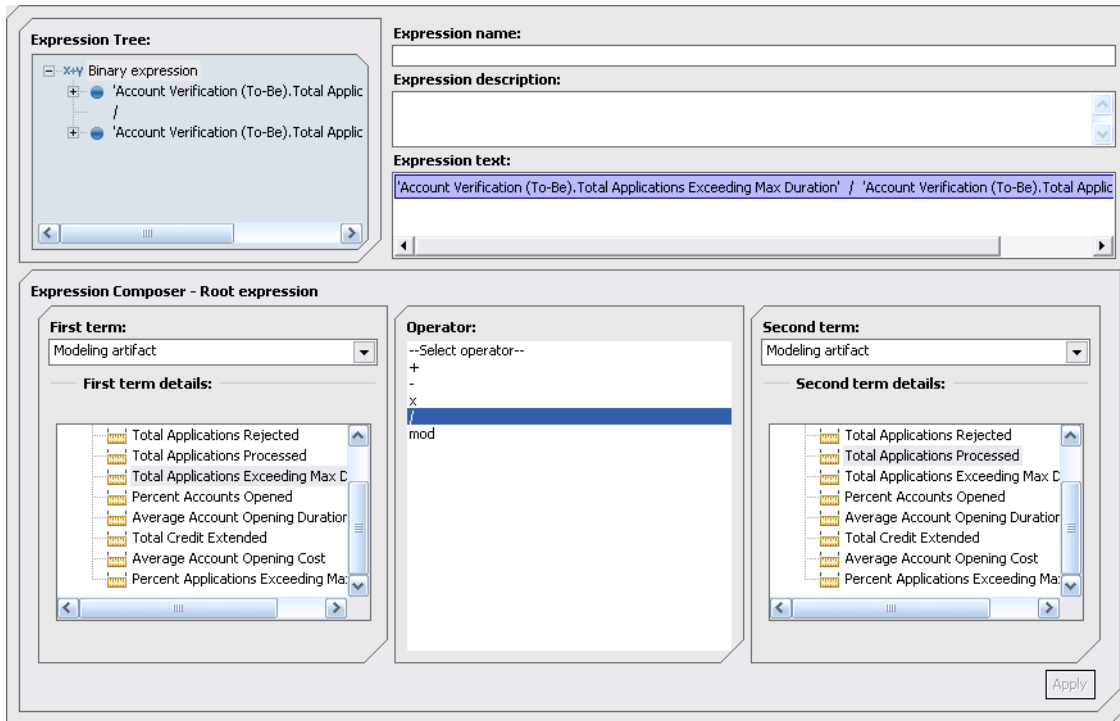 Expression Tree:
X+Y Binary expression
'Account Verification (To-Be).Total Applic
/
'Account Verification (To-Be).Total Applic
Expression name:
Expression description:
Expression text:
'Account Verification (To-Be).Total Applications Exceeding Max Duration' / 'Account Verification (To-Be).Total Applic
Expression Composer - Root expression
First term:
Modeling artifact
First term details:
Total Applications Rejected
Total Applications Processed
Total Applications Exceeding Max D
Percent Accounts Opened
Average Account Opening Duration
Total Credit Extended
Average Account Opening Cost
Percent Applications Exceeding Ma
Operator:
--Select operator--
+
-
x
/
mod
Second term:
Modeling artifact
Second term details:
Total Applications Rejected
Total Applications Processed
Total Applications Exceeding Max D
Percent Accounts Opened
Average Account Opening Duration
Total Credit Extended
Average Account Opening Cost
Percent Applications Exceeding Ma
Apply